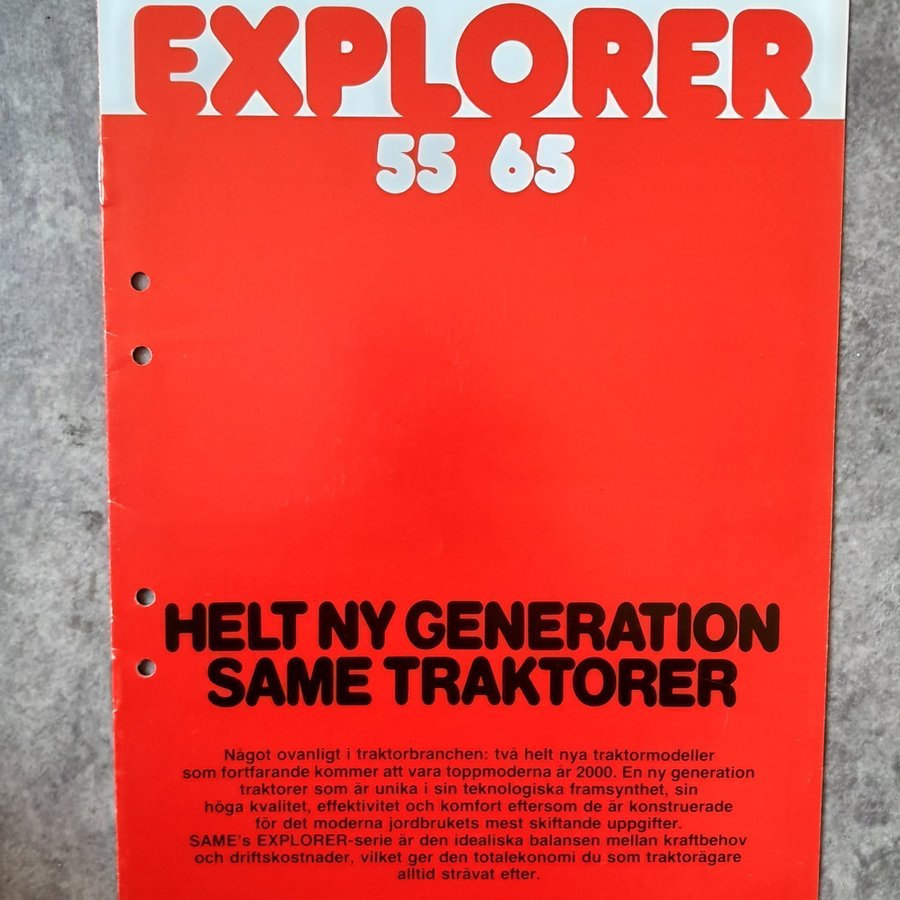 EXPLORER
55 65
HELT NY GENERATION
SAME TRAKTORER
Något ovanligt i traktorbranchen: två helt nya traktormodeller
som fortfarande kommer att vara toppmoderna år 2000. En ny generation
traktorer som är unika i sin teknologiska framsynthet, sin
höga kvalitet, effektivitet och komfort eftersom de är konstruerade
för det moderna jordbrukets mest skiftande uppgifter.
SAME's EXPLORER-serie är den idealiska balansen mellan kraftbehov
och driftskostnader, vilket ger den totalekonomi du som traktorägare
alltid strävat efter.